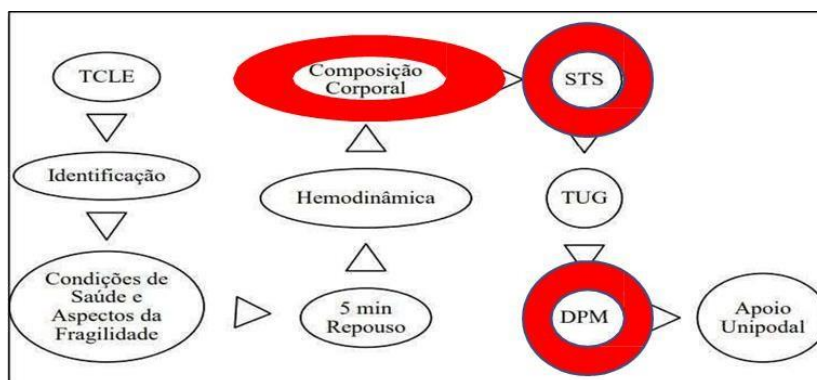 TCLE
Identificação
Condições de
Saúde e
Aspectos da
Fragilidade
5 min
Repouso
Hemodinâmica
Composição
Corporal
STS
TUG
DPM
Apoio
Unipodal